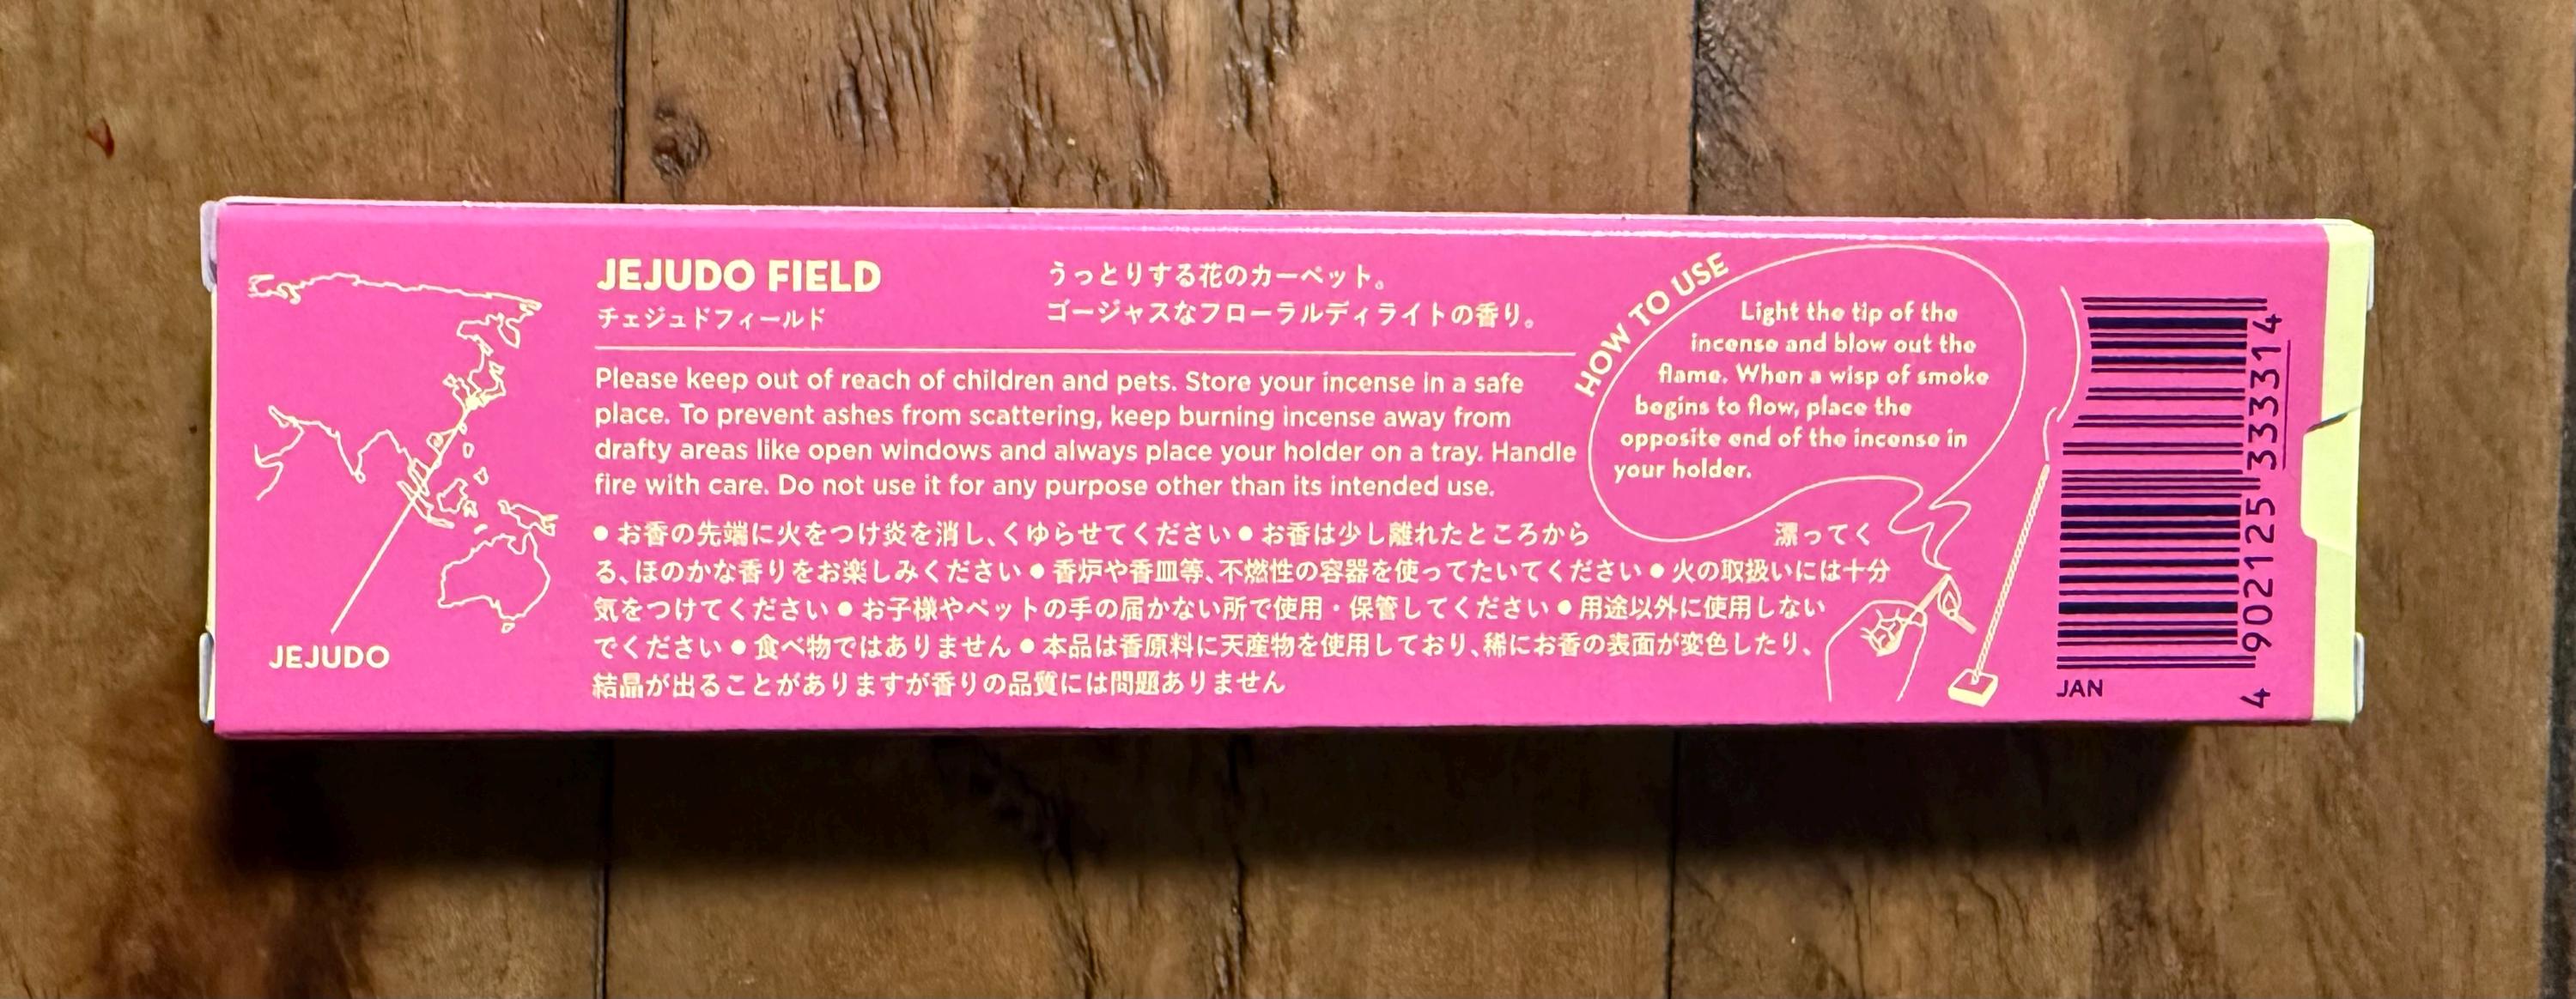 JEJUDO FIELD
チェジュドフィールド
うっとりする花のカーペット。
ゴージャスなフローラルディライトの香り。
Please keep out of reach of children and pets. Store your incense in a safe
place. To prevent ashes from scattering, keep burning incense away from
drafty areas like open windows and always place your holder on a tray. Handle
fire with care. Do not use it for any purpose other than its intended use.
●お香の先端に火をつけ炎を消し、くゆらせてください●お香は少し離れたところから 漂ってく
る、ほのかな香りをお楽しみください●香炉や香皿等、不燃性の容器を使ってたいてください●火の取扱いには十分
気をつけてください●お子様やペットの手の届かない所で使用・保管してください●用途以外に使用しない
でください●食べ物ではありません●本品は香原料に天産物を使用しており、稀にお香の表面が変色したり、
結晶が出ることがありますが香りの品質には問題ありません
HOW TO USE
Light the tip of the
incense and blow out the
flame. When a wisp of smoke
begins to flow, place the
opposite end of the incense in
your holder.
JEJUDO
JAN
4 902125 333314